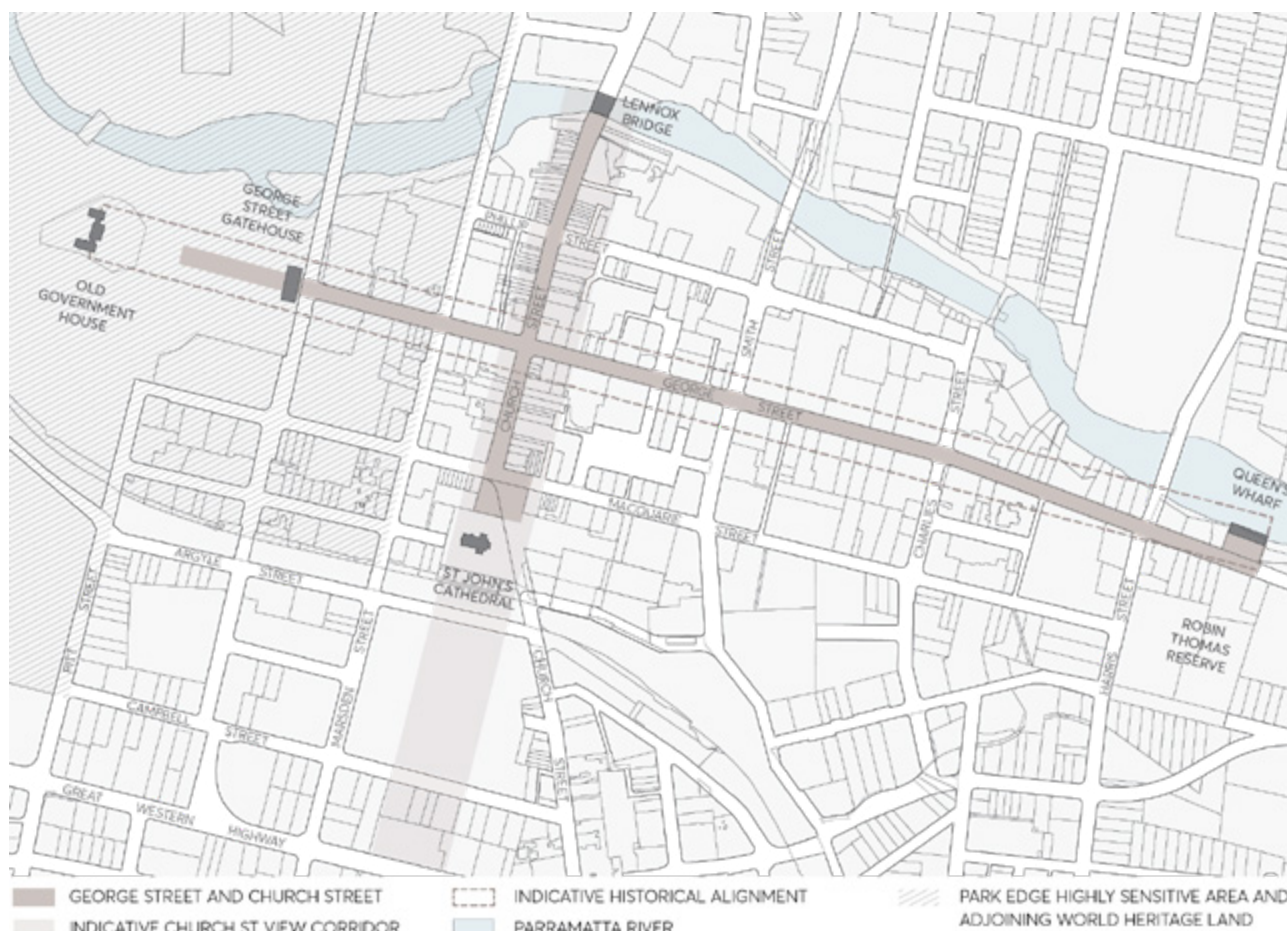 LENNOX
BRIDGE
GEORGE
STREET
GATEHOUSE
PHILLIP
STREET
STREET
OLD
GOVERNMENT
HOUSE
STREET
SMITH
CHURCH
GEORGE
STREET
STREET
QUEEN'S
WHARF
MACQUARIE
STREET
CHARLES
ARGYLE
STREET
ST JOHN'S
CATHEDRAL
STREET
PITT
STREET
MARSDEN
CHURCH
STREET
STREET
HARRIS
ROBIN
THOMAS
RESERVE
CAMPBELL
STREET
GREAT
WESTERN
HIGHWAY
GEORGE STREET AND CHURCH STREET
INDICATIVE HISTORICAL ALIGNMENT
PARK EDGE HIGHLY SENSITIVE AREA AND
ADJOINING WORLD HERITAGE LAND
INDICATIVE CHURCH ST VIEW CORRIDOR
PARRAMATTA RIVER